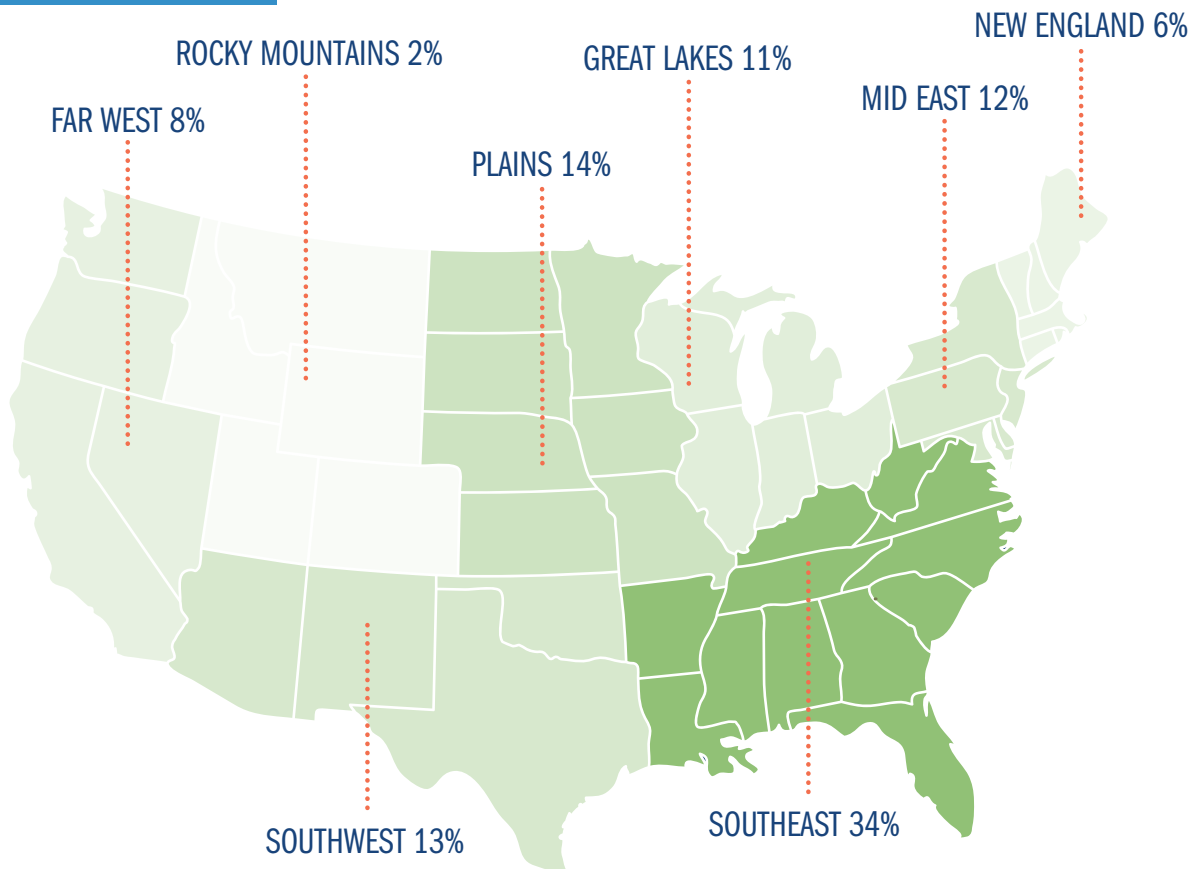 NEW ENGLAND 6%
ROCKY MOUNTAINS 2%
GREAT LAKES 11%
MID EAST 12%
FAR WEST 8%
PLAINS 14%
SOUTHEAST 34%
SOUTHWEST 13%